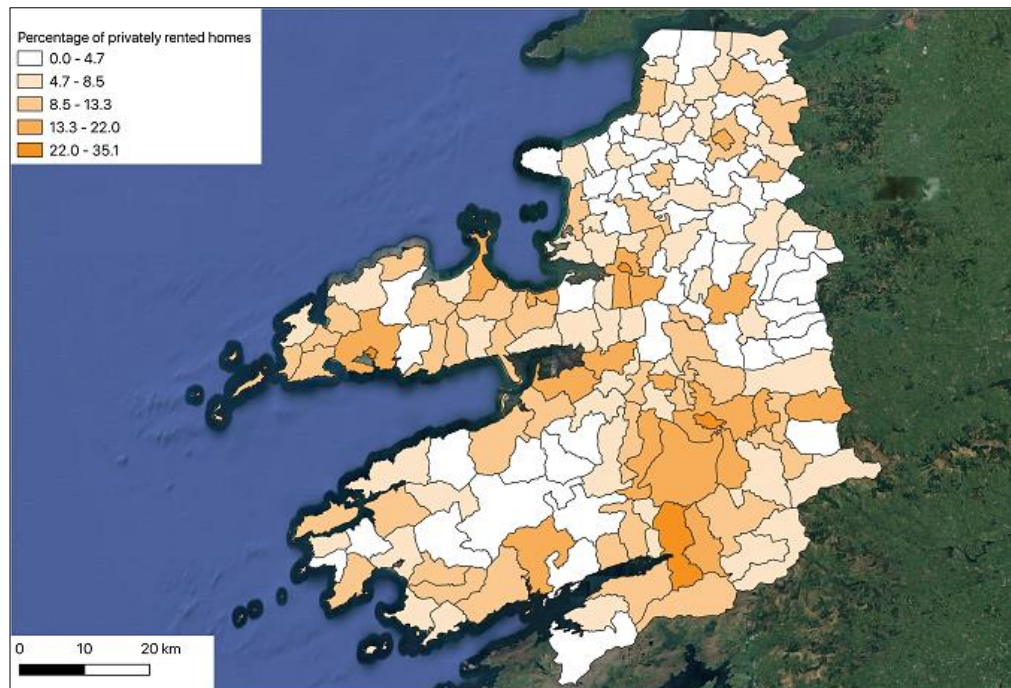 Percentage of privately rented homes
0.0 - 4.7
4.7 - 8.5
8.5 - 13.3
13.3 - 22.0
22.0 - 35.1
0 10 20 km